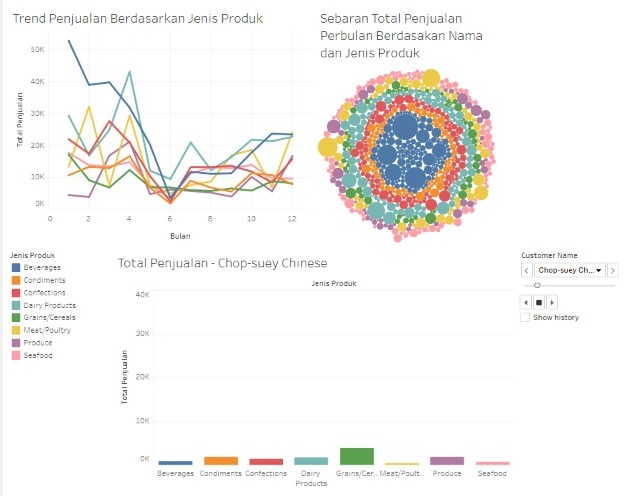 Trend Penjualan Berdasarkan Jenis Produk
Sebaran Total Penjualan
Perbulan Berdasakan Nama
dan Jenis Produk
50K
40K
30K
20K
10K
0K
Total Penjualan
0 2 4 6 8 10 12
Bulan
Jenis Produk
Beverages
Condiments
Confections
Dairy Products
Grains/Cereals
Meat/Poultry
Produce
Seafood
Total Penjualan - Chop-suey Chinese
Jenis Produk
40K
30K
20K
10K
0K
Total Penjualan
Beverages Condiments Confections Dairy Products Grains/Cer.. Meat/Poult.. Produce Seafood
Customer Name
Chop-suey Ch...
Show history